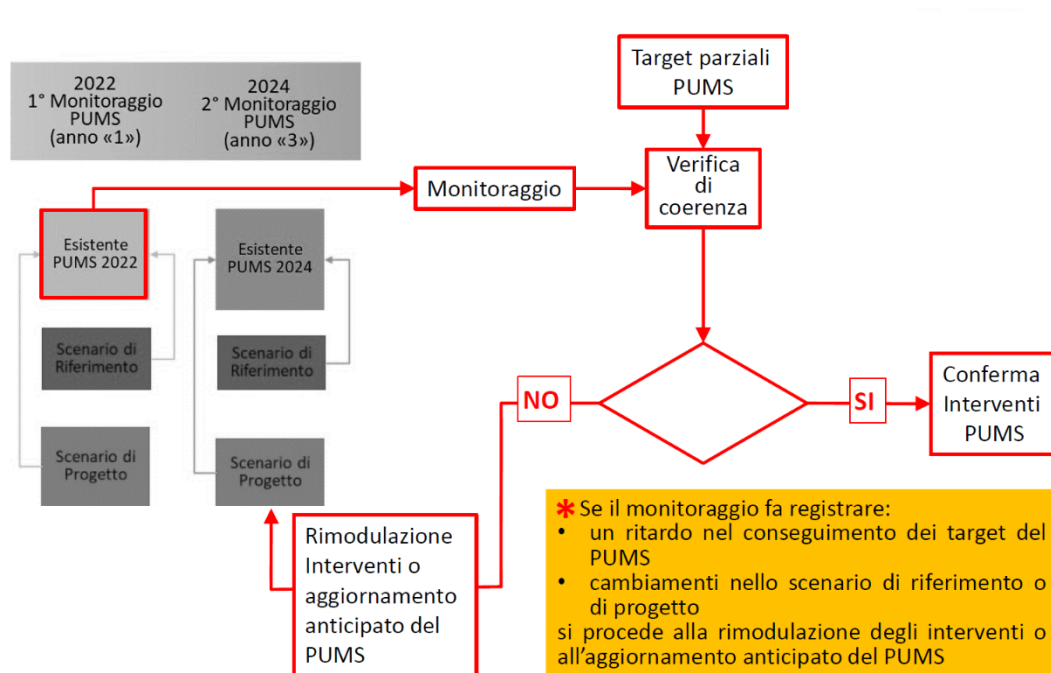 2022
1° Monitoraggio
PUMS
(anno «1»)
2024
2° Monitoraggio
PUMS
(anno «3»)
Target parziali
PUMS
Monitoraggio
Verifica
di
coerenza
Esistente
PUMS 2022
Esistente
PUMS 2024
Scenario di
Riferimento
Scenario di
Riferimento
NO
SI
Conferma
Interventi
PUMS
Scenario di
Progetto
Scenario di
Progetto
Rimodulazione
Interventi o
aggiornamento
anticipato del
PUMS
* Se il monitoraggio fa registrare:
• un ritardo nel conseguimento dei target del
PUMS
• cambiamenti nello scenario di riferimento o
di progetto
si procede alla rimodulazione degli interventi o
all'aggiornamento anticipato del PUMS